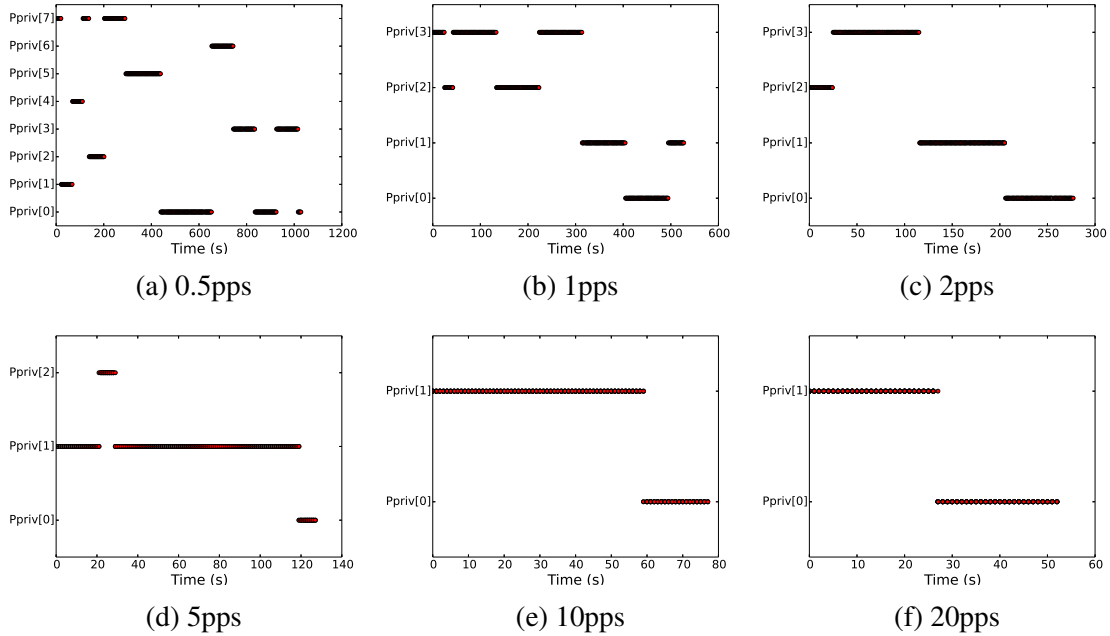 Ppriv[7]
Ppriv[6]
Ppriv[5]
Ppriv[4]
Ppriv[3]
Ppriv[2]
Ppriv[1]
Ppriv[0]
0 200 400 600 800 1000 1200
Time (s)
(a) 0.5pps
Ppriv[3]
Ppriv[2]
Ppriv[1]
Ppriv[0]
0 100 200 300 400 500 600
Time (s)
(b) 1pps
Ppriv[3]
Ppriv[2]
Ppriv[1]
Ppriv[0]
0 50 100 150 200 250 300
Time (s)
(c) 2pps
Ppriv[2]
Ppriv[1]
Ppriv[0]
0 20 40 60 80 100 120 140
Time (s)
(d) 5pps
Ppriv[1]
Ppriv[0]
0 10 20 30 40 50 60 70 80
Time (s)
(e) 10pps
Ppriv[1]
Ppriv[0]
0 10 20 30 40 50 60
Time (s)
(f) 20pps